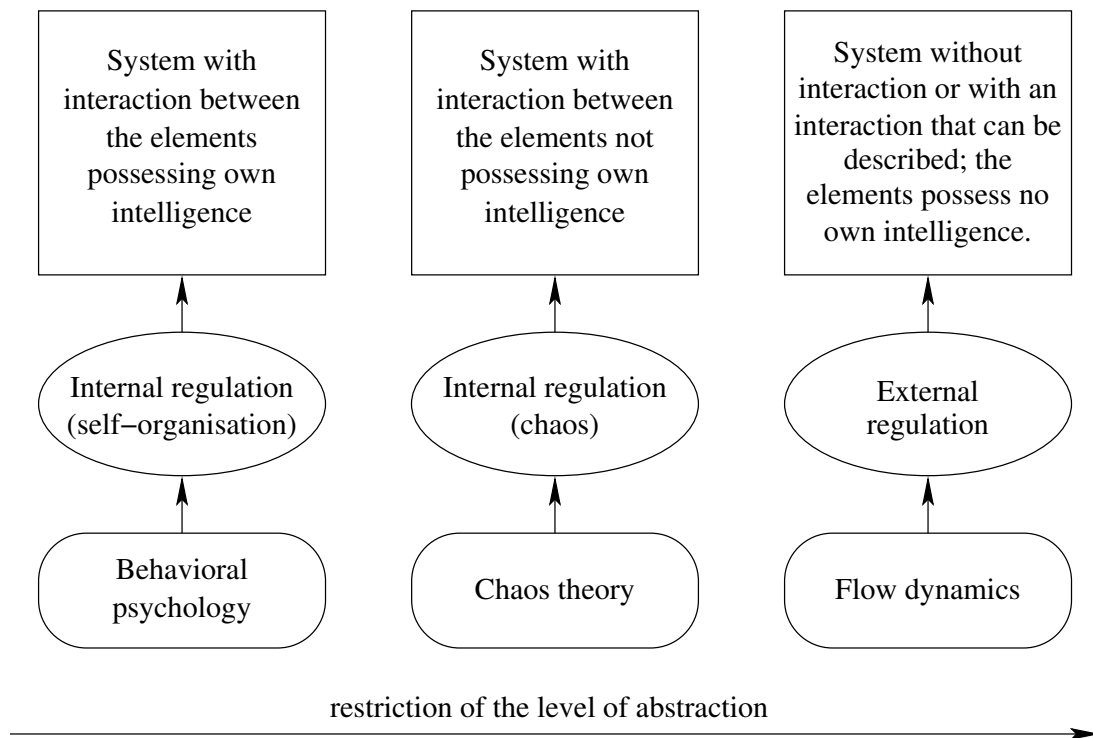 System with
interaction between
the elements
possessing own
intelligence
System with
interaction between
the elements not
possessing own
intelligence
System without
interaction or with an
interaction that can be
described; the
elements possess no
own intelligence.
Internal regulation
(self−organisation)
Internal regulation
(chaos)
External
regulation
Behavioral
psychology
Chaos theory
Flow dynamics
restriction of the level of abstraction